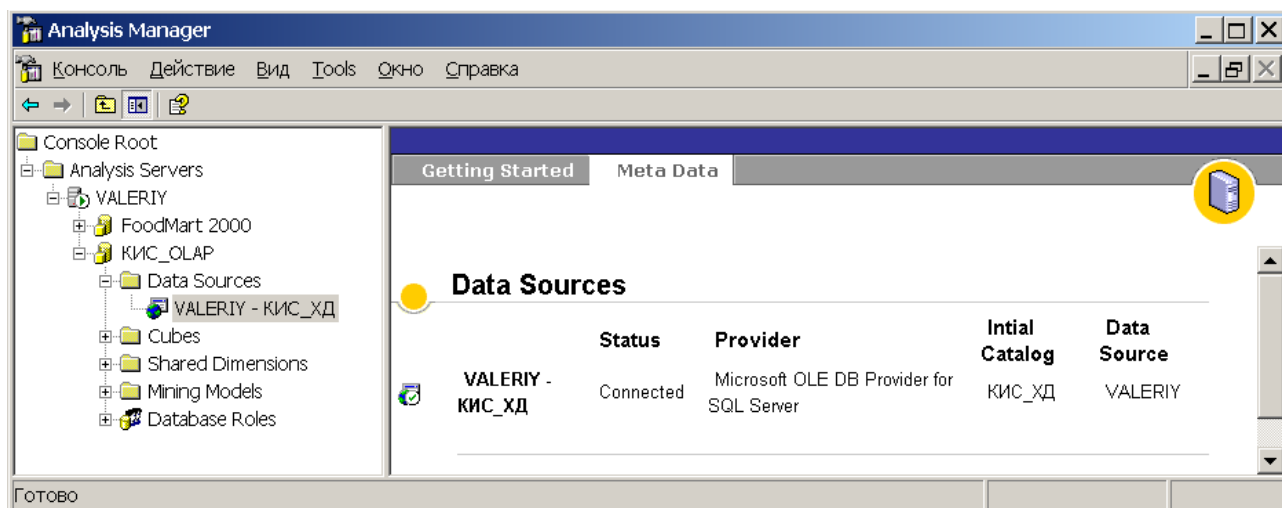 Analysis Manager
Консоль Действие Вид Tools Окно Справка
Console Root
Analysis Servers
VALERIY
FoodMart 2000
КИС_OLAP
Data Sources
VALERIY - КИС_ХД
Cubes
Shared Dimensions
Mining Models
Database Roles
Getting Started Meta Data
Data Sources
Status Provider Intial Catalog Data Source
VALERIY - КИС_ХД Connected Microsoft OLE DB Provider for SQL Server КИС_ХД VALERIY
Готово